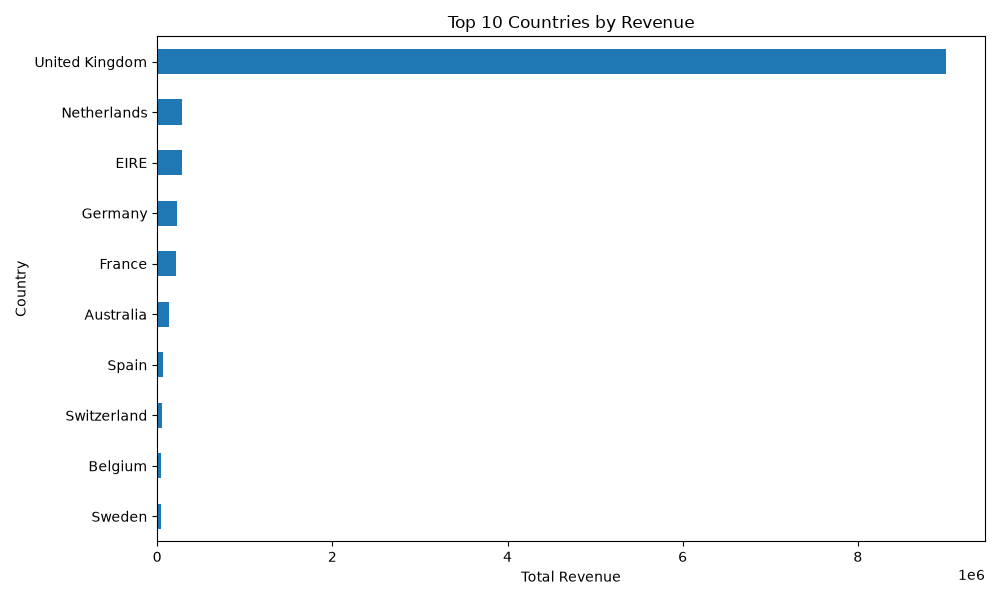 Top 10 Countries by Revenue
United Kingdom
Netherlands
EIRE
Germany
France
Australia
Spain
Switzerland
Belgium
Sweden
Country
0 2 4 6 8
1e6
Total Revenue